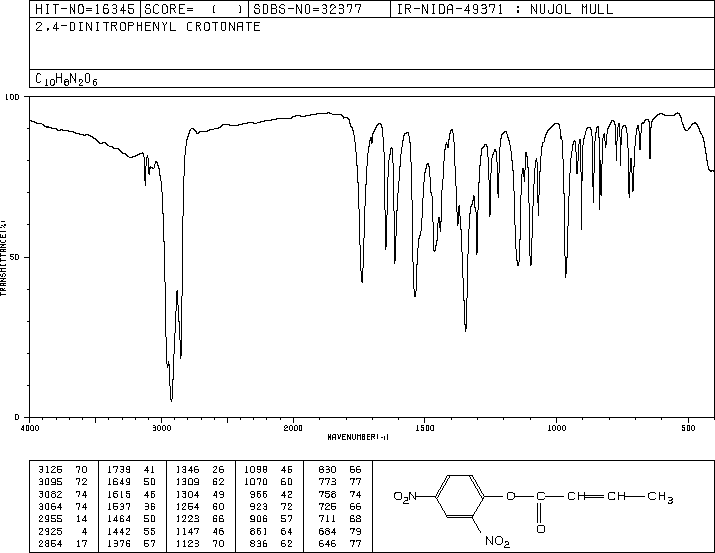 HIT-NO=16345 SCORE= ( ) SDBS-NO=32377 IR-NIDA-49371 : NUJOL MULL
2,4-DINITROPHENYL CROTONATE
C10H8N2O6
100
TRANSMITTANCE(%)
50
0
4000 3000 2000 1500 1000 500
WAVENUMBER(-1)
3125 70 1739 41 1346 26 1098 46 830 66
3095 72 1649 50 1309 62 1070 60 773 77
3082 74 1615 46 1304 49 966 42 758 74
3064 74 1537 36 1254 60 923 72 725 66
2955 14 1464 50 1223 66 906 57 711 68
2925 4 1442 55 1147 46 861 64 684 79
2854 17 1376 57 1123 70 836 62 646 77
O2N O C CH CH CH3
NO2 O